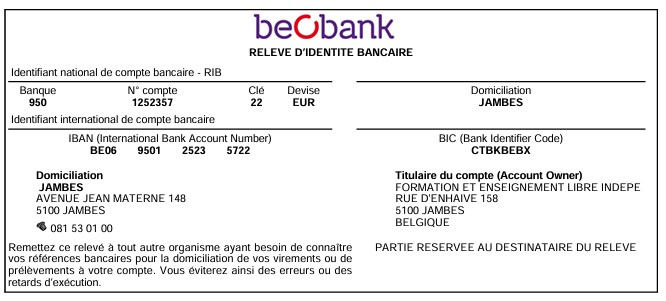 beobank
RELEVE D'IDENTITE BANCAIRE
Identifiant national de compte bancaire - RIB
Banque N° compte Clé Devise Domiciliation
950 1252357 22 EUR JAMBES
Identifiant international de compte bancaire
IBAN (International Bank Account Number) BIC (Bank Identifier Code)
BE06 9501 2523 5722 CTBKBEBX
Domiciliation
JAMBES
AVENUE JEAN MATERNE 148
5100 JAMBES
081 53 01 00
Titulaire du compte (Account Owner)
FORMATION ET ENSEIGNEMENT LIBRE INDEPE
RUE D'ENHAIVE 158
5100 JAMBES
BELGIQUE
Remettez ce relevé à tout autre organisme ayant besoin de connaître
vos références bancaires pour la domiciliation de vos virements ou de
prélèvements à votre compte. Vous éviterez ainsi des erreurs ou des
retards d'exécution.
PARTIE RESERVEE AU DESTINATAIRE DU RELEVE